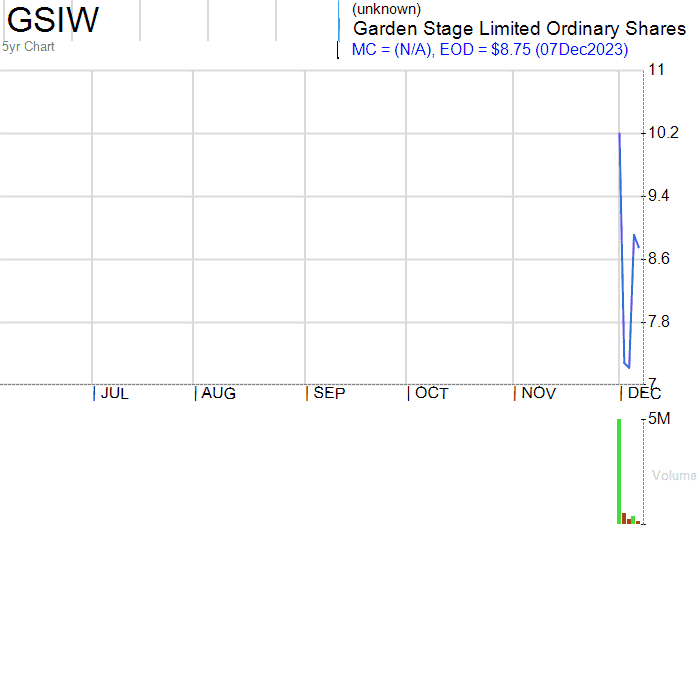 GSIW
5yr Chart
(unknown)
Garden Stage Limited Ordinary Shares
MC = (N/A), EOD = $8.75 (07Dec2023)
11
10.2
9.4
8.6
7.8
7
JUL AUG SEP OCT NOV DEC
5M
Volume